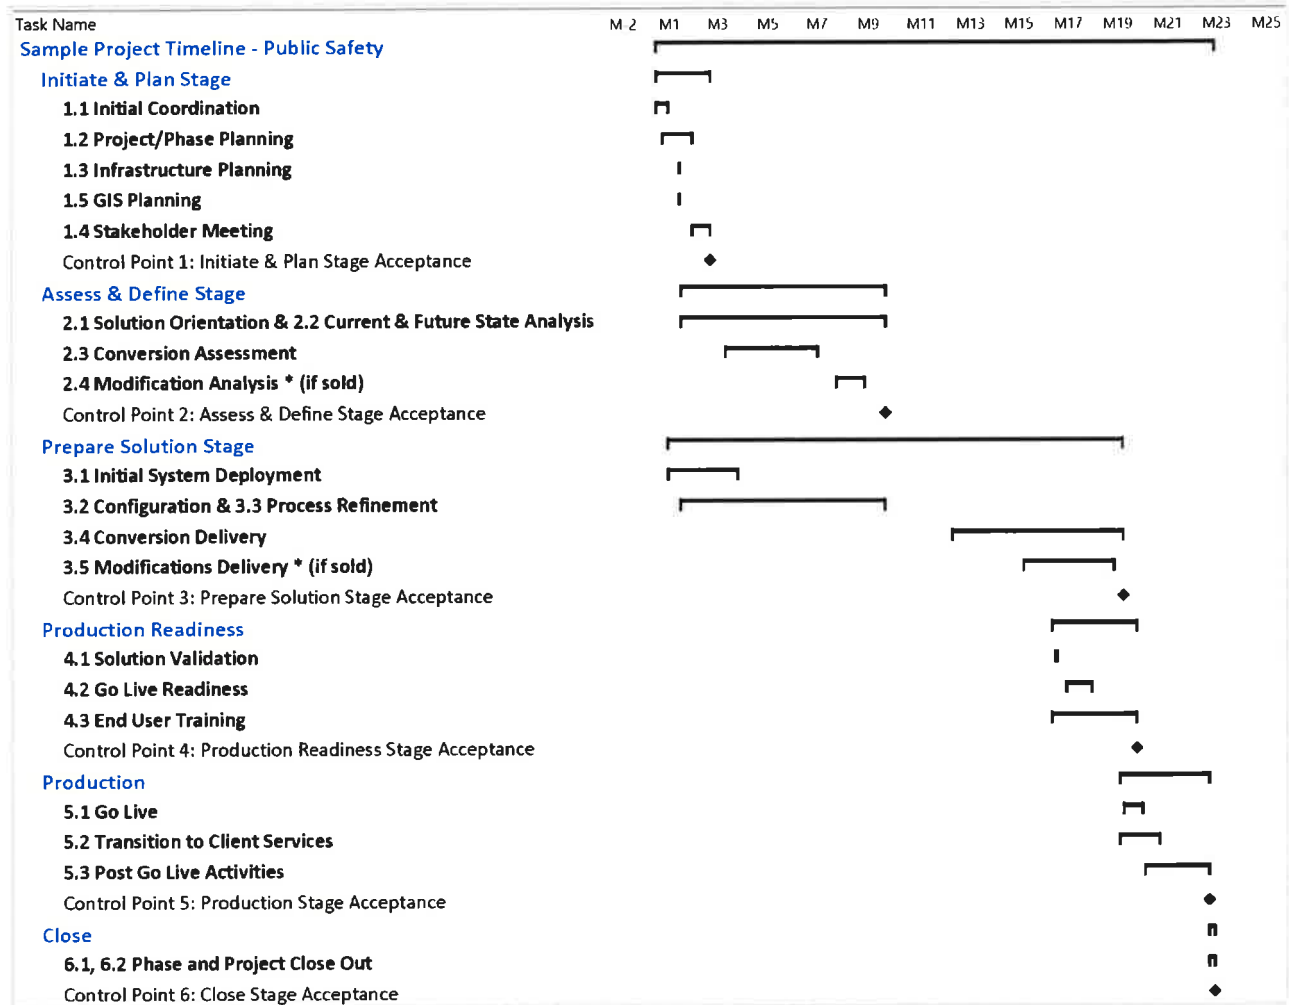 Task Name M-2 M1 M3 M5 M7 M9 M11 M13 M15 M17 M19 M21 M23 M25
Sample Project Timeline - Public Safety
Initiate & Plan Stage
1.1 Initial Coordination
1.2 Project/Phase Planning
1.3 Infrastructure Planning
1.5 GIS Planning
1.4 Stakeholder Meeting
Control Point 1: Initiate & Plan Stage Acceptance
Assess & Define Stage
2.1 Solution Orientation & 2.2 Current & Future State Analysis
2.3 Conversion Assessment
2.4 Modification Analysis * (if sold)
Control Point 2: Assess & Define Stage Acceptance
Prepare Solution Stage
3.1 Initial System Deployment
3.2 Configuration & 3.3 Process Refinement
3.4 Conversion Delivery
3.5 Modifications Delivery * (if sold)
Control Point 3: Prepare Solution Stage Acceptance
Production Readiness
4.1 Solution Validation
4.2 Go Live Readiness
4.3 End User Training
Control Point 4: Production Readiness Stage Acceptance
Production
5.1 Go Live
5.2 Transition to Client Services
5.3 Post Go Live Activities
Control Point 5: Production Stage Acceptance
Close
6.1, 6.2 Phase and Project Close Out
Control Point 6: Close Stage Acceptance